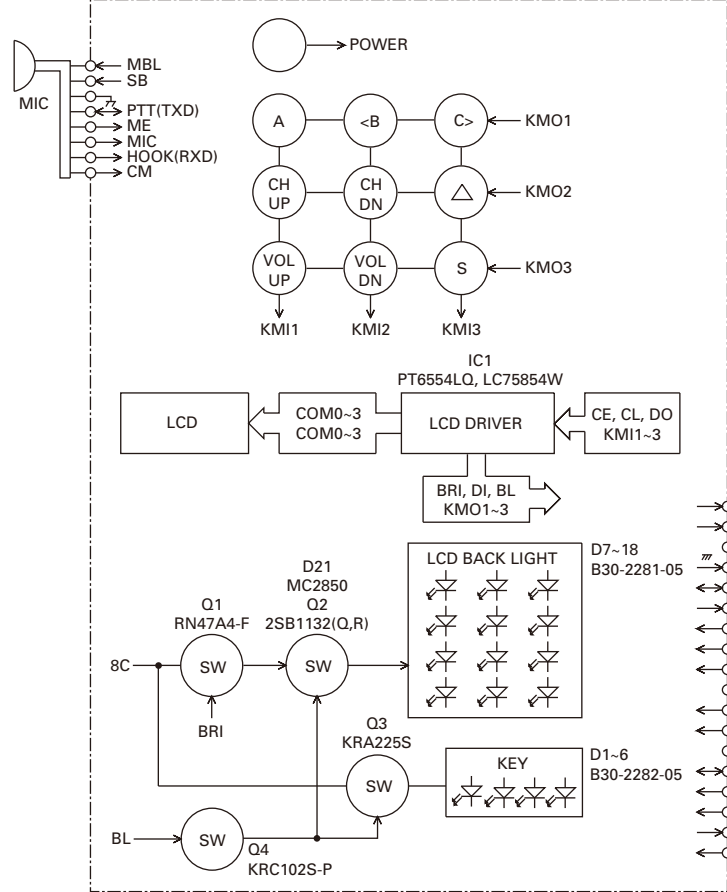 POWER
MBL
SB
MIC
PTT(TXD)
ME
MIC
HOOK(RXD)
CM
A
<B
C>
KMO1
CH
UP
CH
DN
KMO2
VOL
UP
VOL
DN
S
KMO3
KMI1
KMI2
KMI3
IC1
PT6554LQ, LC75854W
LCD
COM0~3
COM0~3
LCD DRIVER
CE, CL, DO
KMI1~3
BRI, DI, BL
KMO1~3
LCD BACK LIGHT
D7~18
B30-2281-05
D21
MC2850
Q1
RN47A4-F
Q2
2SB1132(Q,R)
8C
SW
SW
BRI
Q3
KRA225S
SW
KEY
D1~6
B30-2282-05
BL
SW
Q4
KRC102S-P